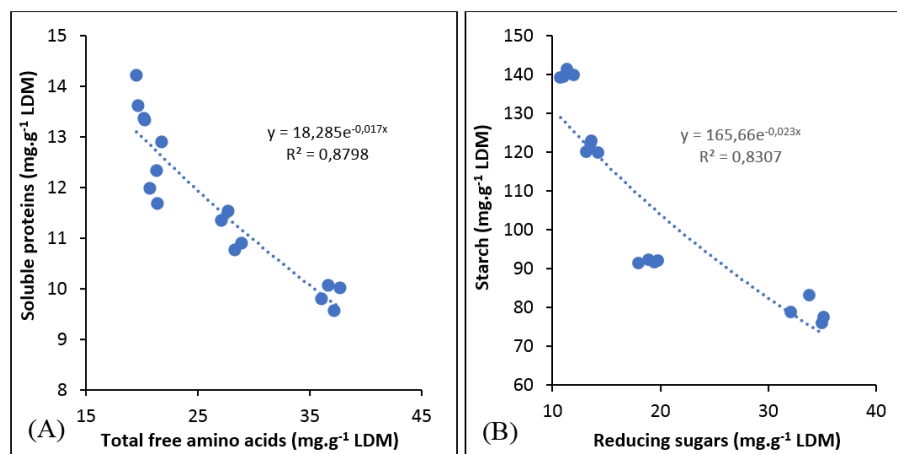 15
14
13
12
11
10
9
8
Soluble proteins (mg.g⁻¹ LDM)
y = 18,285e⁻⁰,⁰¹⁷ˣ
R² = 0,8798
15
25
35
45
(A)
Total free amino acids (mg.g⁻¹ LDM)
150
140
130
120
110
100
90
80
70
60
Starch (mg.g⁻¹ LDM)
y = 165,66e⁻⁰,⁰²³ˣ
R² = 0,8307
10
20
30
40
(B)
Reducing sugars (mg.g⁻¹ LDM)